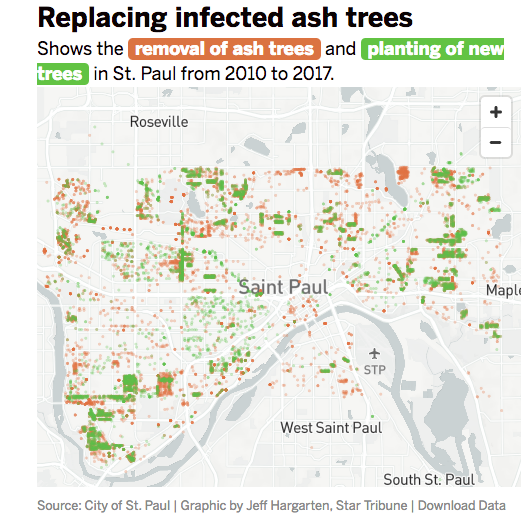 Replacing infected ash trees
Shows the removal of ash trees and planting of new
trees in St. Paul from 2010 to 2017.
Roseville
+
−
Saint Paul
Maple
STP
West Saint Paul
South St. Paul
Source: City of St. Paul | Graphic by Jeff Hargarten, Star Tribune | Download Data